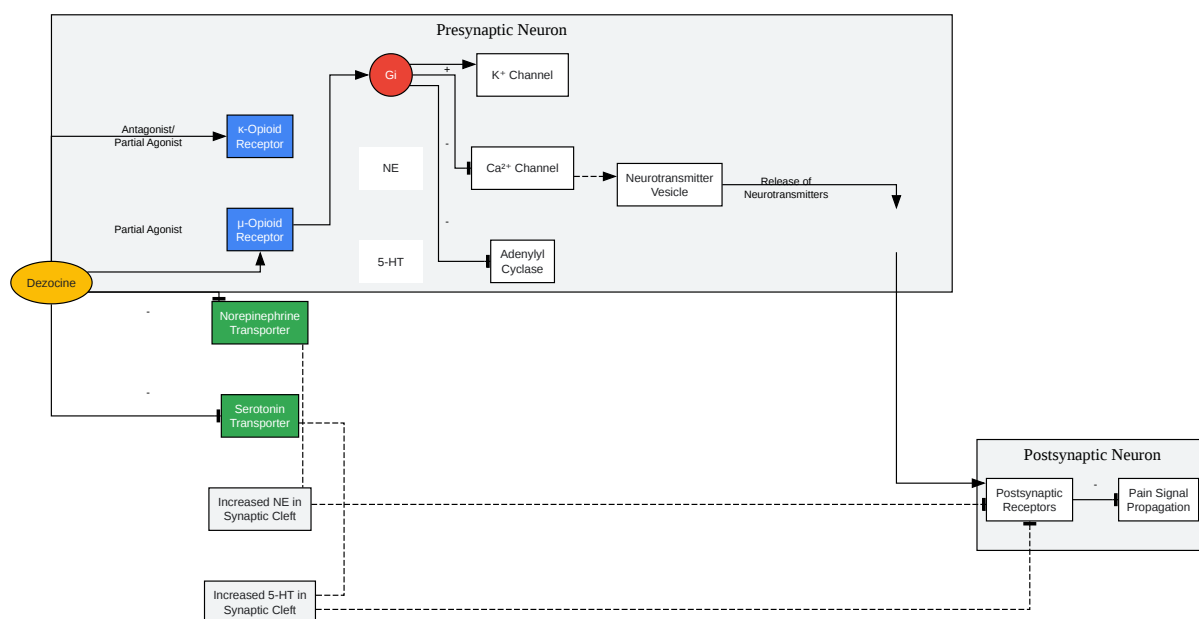 Presynaptic Neuron
Gi
+
K⁺ Channel
Antagonist/
Partial Agonist
κ-Opioid
Receptor
-
NE
Ca²⁺ Channel
Neurotransmitter
Vesicle
Release of
Neurotransmitters
Partial Agonist
μ-Opioid
Receptor
-
5-HT
Adenylyl
Cyclase
Dezocine
-
Norepinephrine
Transporter
-
Serotonin
Transporter
Postsynaptic Neuron
Increased NE in
Synaptic Cleft
Postsynaptic
Receptors
-
Pain Signal
Propagation
Increased 5-HT in
Synaptic Cleft